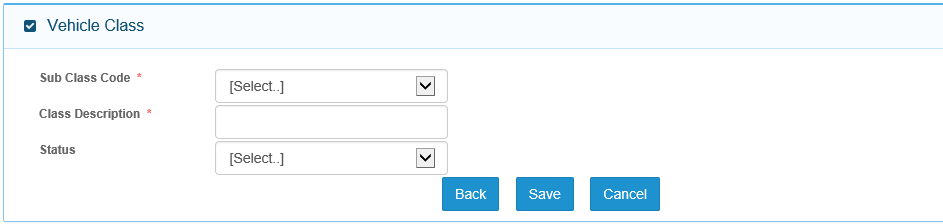 Vehicle Class
Sub Class Code *
[Select..]
Class Description *
Status
[Select..]
Back Save Cancel